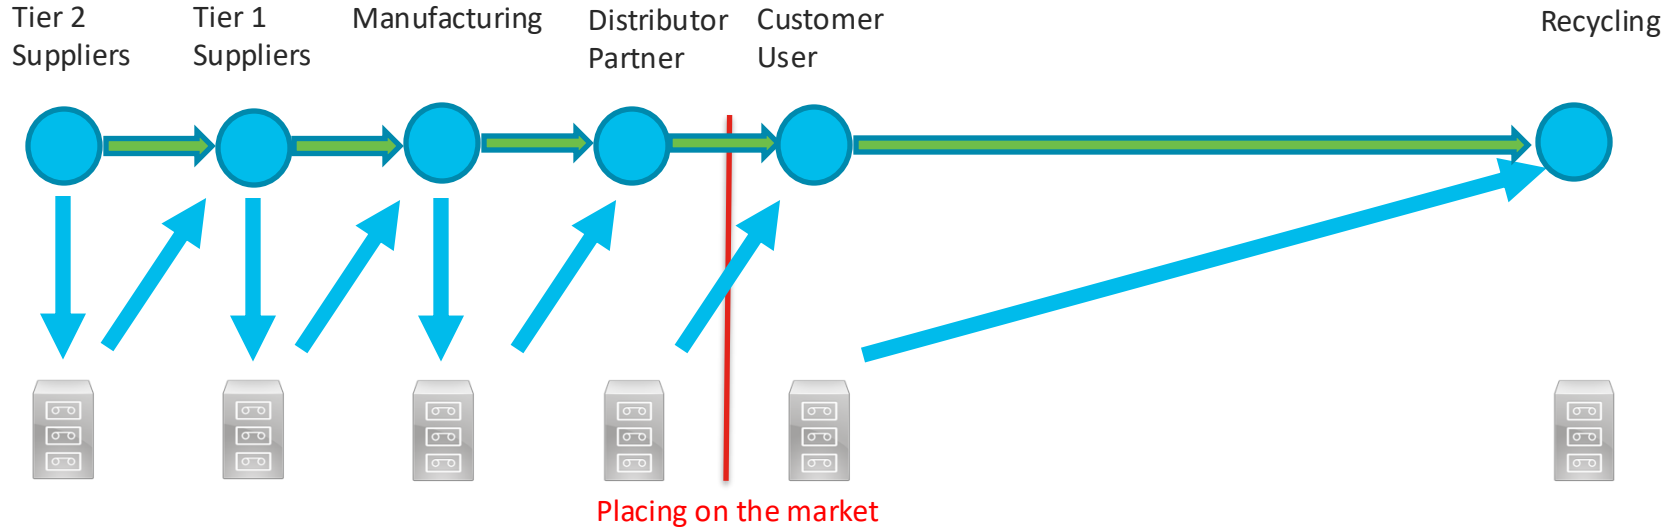 Tier 2
Suppliers
Tier 1
Suppliers
Manufacturing
Distributor
Partner
Customer
User
Recycling
Placing on the market